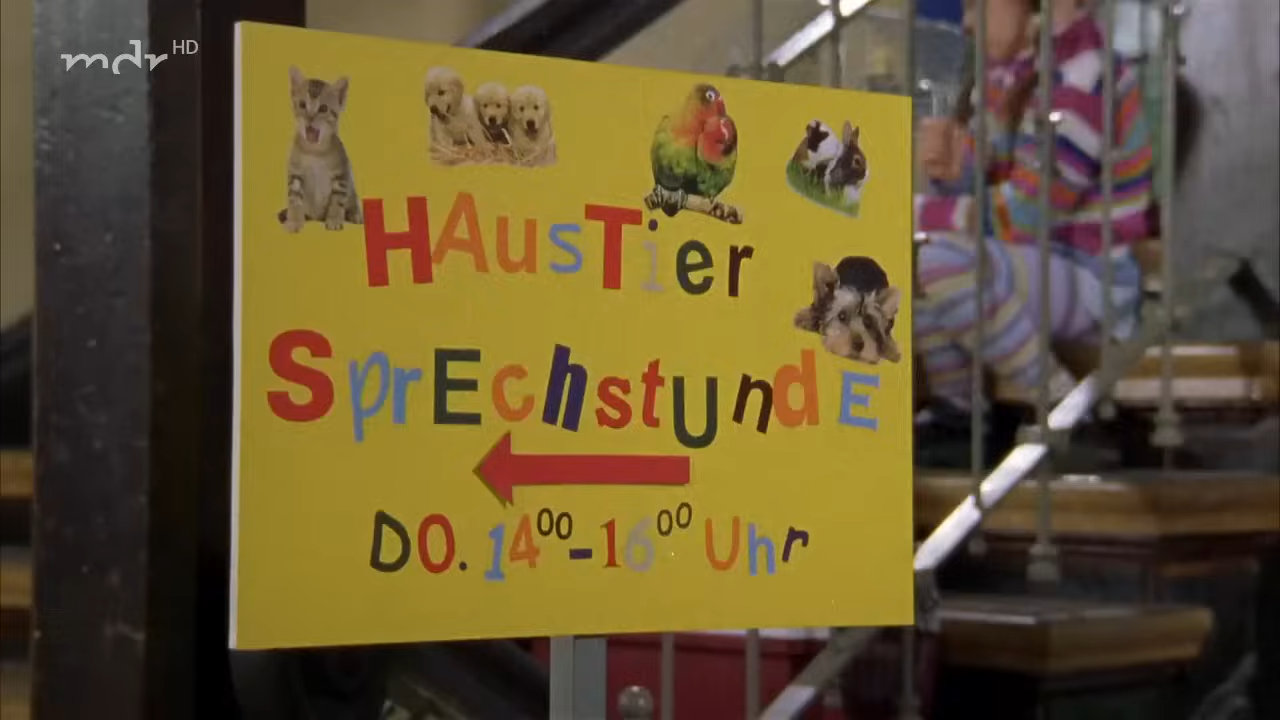 mdr HD
HAusTier
SprEchstUndE
DO. 14⁰⁰-16⁰⁰ Uhr